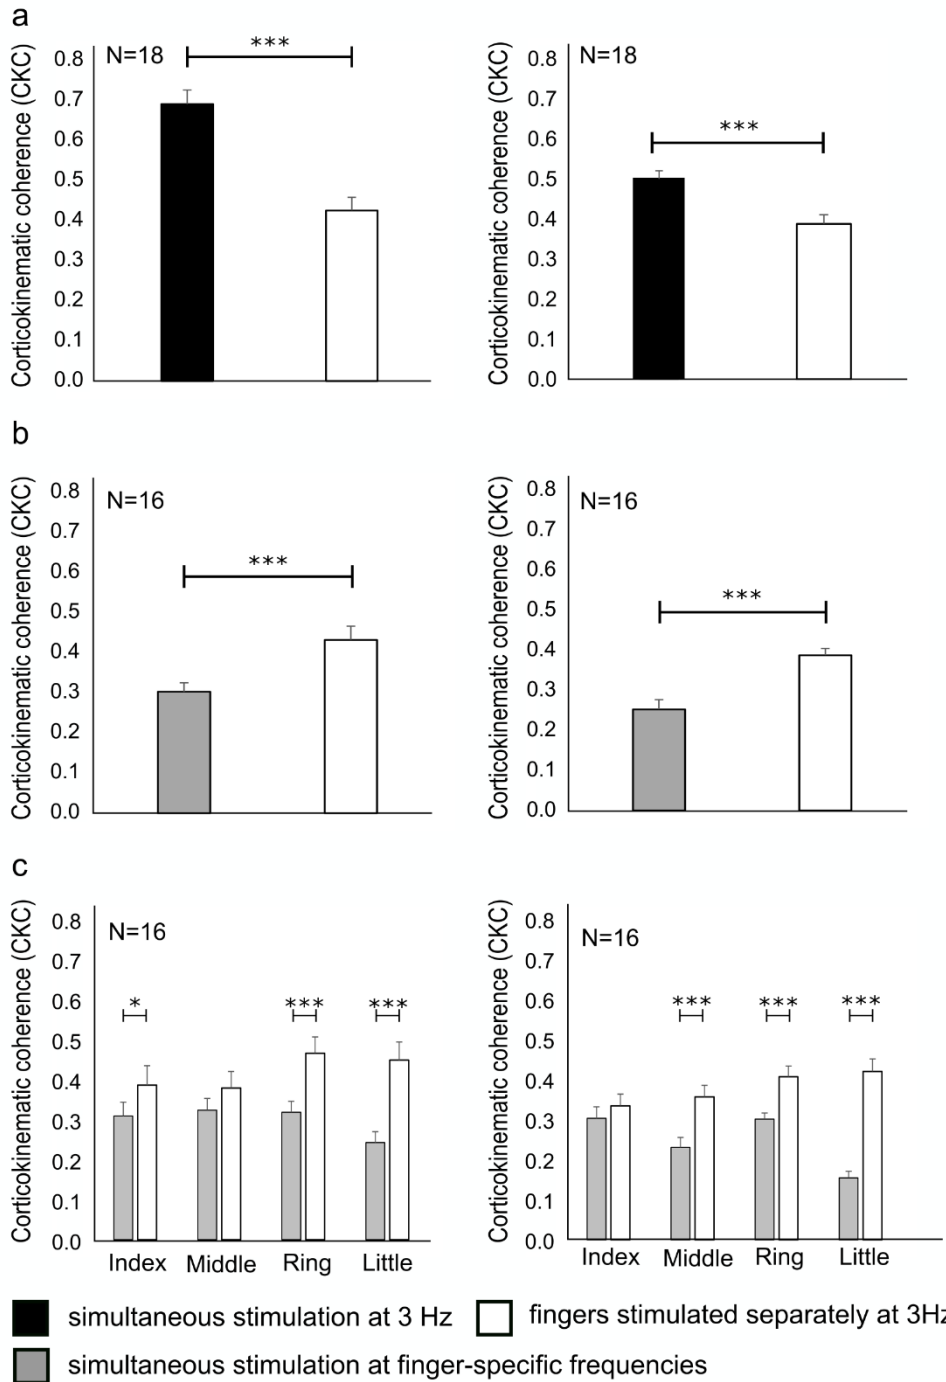 a
Corticokinematic coherence (CKC)
0.8
0.7
0.6
0.5
0.4
0.3
0.2
0.1
0.0
N=18
***
Corticokinematic coherence (CKC)
0.8
0.7
0.6
0.5
0.4
0.3
0.2
0.1
0.0
N=18
***
b
Corticokinematic coherence (CKC)
0.8
0.7
0.6
0.5
0.4
0.3
0.2
0.1
0.0
N=16
***
Corticokinematic coherence (CKC)
0.8
0.7
0.6
0.5
0.4
0.3
0.2
0.1
0.0
N=16
***
c
Corticokinematic coherence (CKC)
0.8
0.7
0.6
0.5
0.4
0.3
0.2
0.1
0.0
N=16
* *** ***
Index Middle Ring Little
Corticokinematic coherence (CKC)
0.8
0.7
0.6
0.5
0.4
0.3
0.2
0.1
0.0
N=16
*** *** ***
Index Middle Ring Little
simultaneous stimulation at 3 Hz
fingers stimulated separately at 3Hz
simultaneous stimulation at finger-specific frequencies